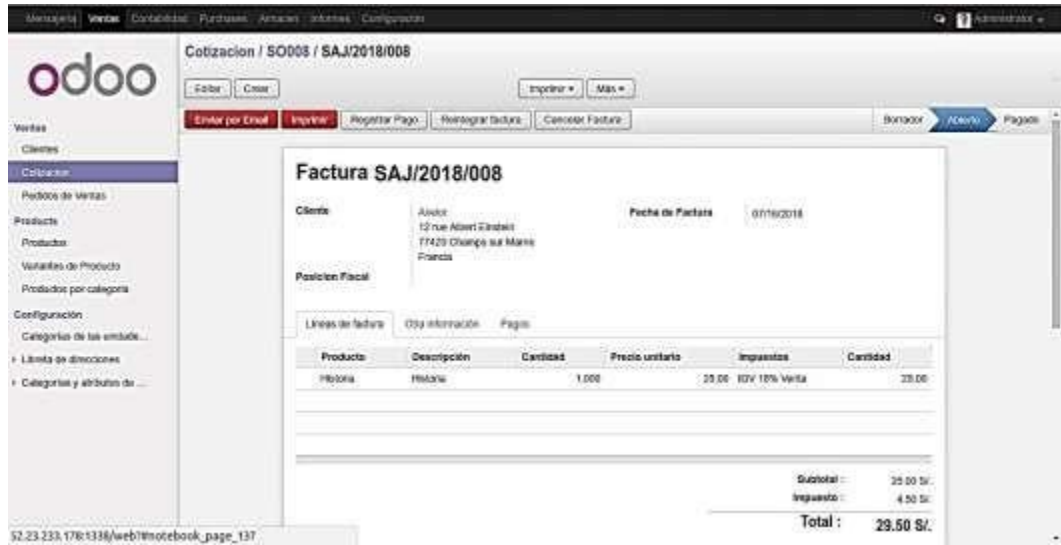 Mensajería Ventas Contabilidad Purchases Almacen Informes Configuración
Administrator
odoo
Cotizacion / SO008 / SAJ/2018/008
Editar Crear
Imprimir Más
Enviar por Email Imprimir Registrar Pago Reintegrar factura Cancelar Factura
Borrador Abierto Pagado
Ventas
Clientes
Cotizacion
Pedidos de Ventas
Producto
Productos
Variantes de Producto
Productos por categoría
Configuración
Categorías de las unidade...
Libreta de direcciones
Categorías y atributos de ...
Factura SAJ/2018/008
Cliente
12 rue Albert Einstein
77420 Champs sur Marne
Francia
Fecha de Factura 07/16/2018
Posicion Fiscal
Líneas de factura Otra información Pagos
Producto Descripción Cantidad Precio unitario Impuestos Cantidad
Historia Historia 1.000 25.00 IGV 18% Venta 25.00
Subtotal : 25.00 S/.
Impuesto : 4.50 S/.
Total : 29.50 S/.
52.23.233.178:1338/web?#notebook_page_137